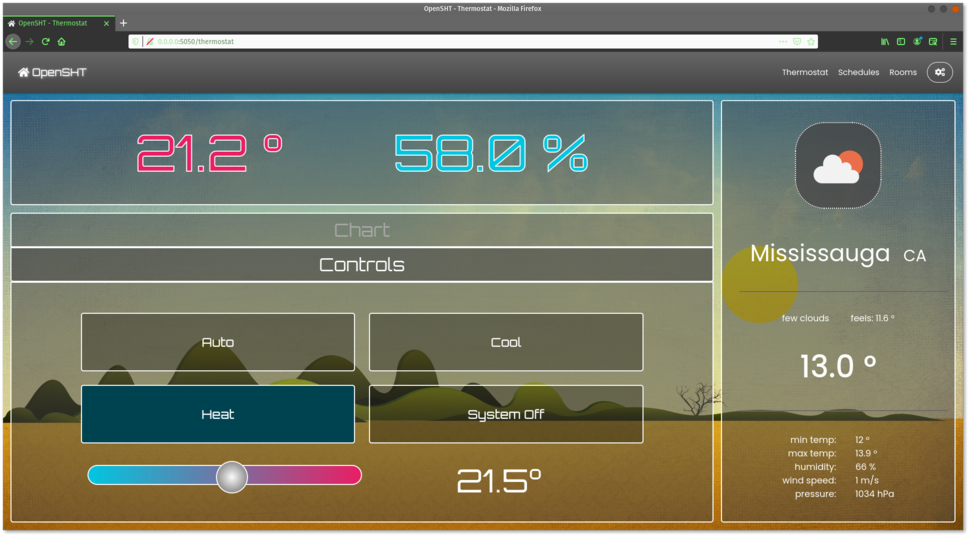 OpenSHT - Thermostat - Mozilla Firefox
OpenSHT - Thermostat
0.0.0.0:5050/thermostat
OpenSHT
Thermostat Schedules Rooms
21.2 ° 58.0 %
Chart
Controls
Auto Cool
Heat System Off
21.5°
Mississauga CA
few clouds feels: 11.6 °
13.0 °
min temp: 12 °
max temp: 13.9 °
humidity: 66 %
wind speed: 1 m/s
pressure: 1034 hPa